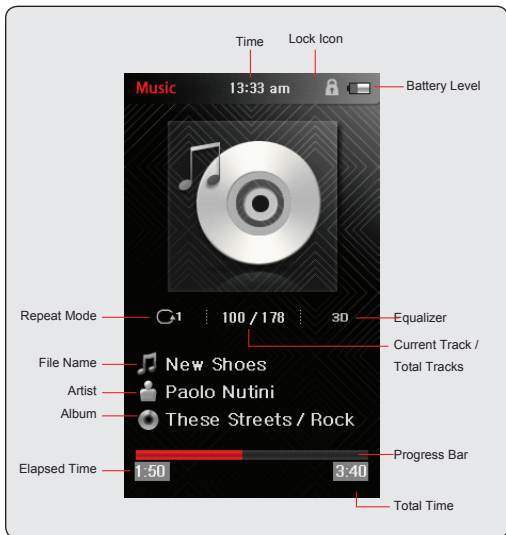 Time
Lock Icon
Music 13:33 am
Battery Level
Repeat Mode
1
100 / 178
3D
Equalizer
Current Track /
Total Tracks
File Name
New Shoes
Artist
Paolo Nutini
Album
These Streets / Rock
Progress Bar
Elapsed Time
1:50
3:40
Total Time